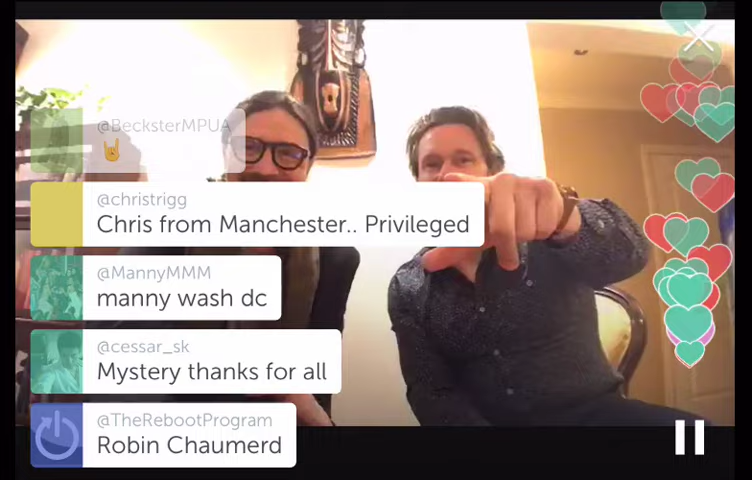 @BecksterMPUA
🤘
@christrigg
Chris from Manchester.. Privileged
@MannyMMM
manny wash dc
@cessar_sk
Mystery thanks for all
@TheRebootProgram
Robin Chaumerd